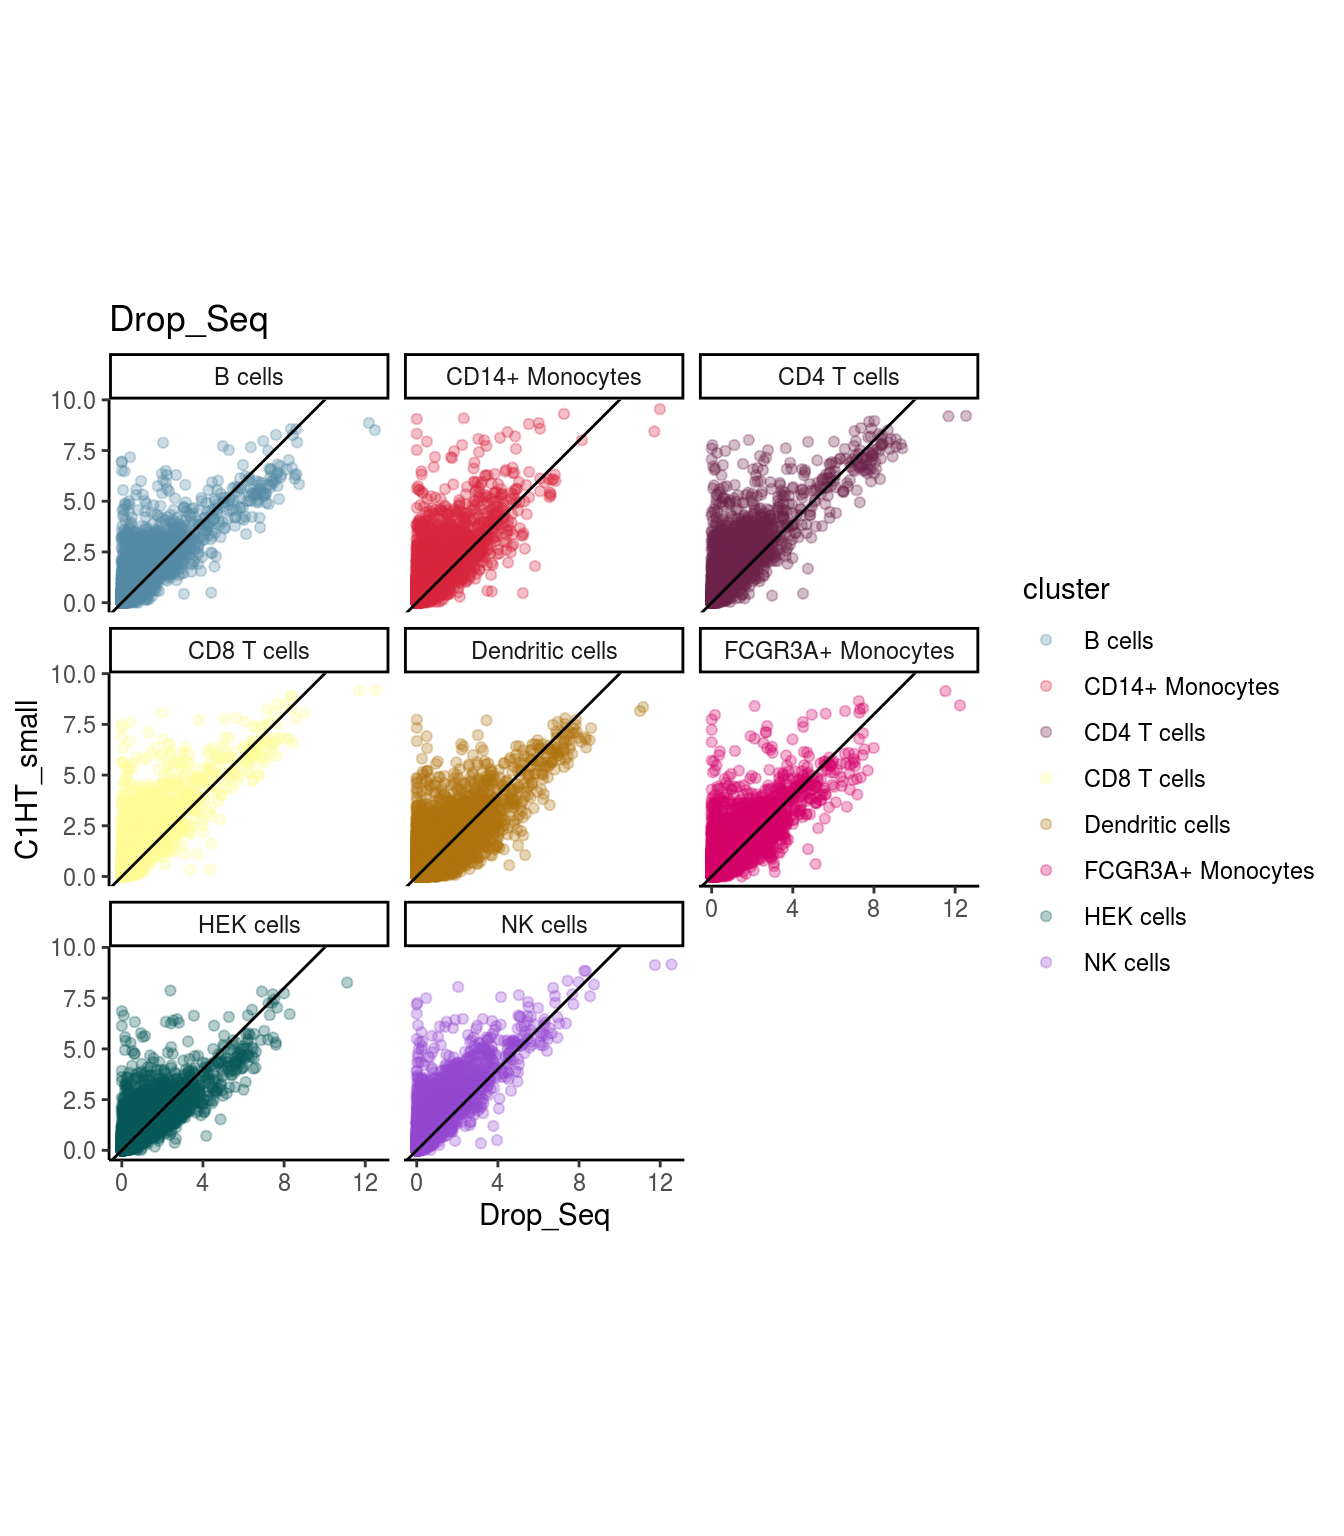 Drop_Seq
B cells
CD14+ Monocytes
CD4 T cells
10.0
7.5
5.0
2.5
0.0
CD8 T cells
Dendritic cells
FCGR3A+ Monocytes
10.0
7.5
5.0
2.5
0.0
0 4 8 12
HEK cells
NK cells
10.0
7.5
5.0
2.5
0.0
0 4 8 12
0 4 8 12
Drop_Seq
C1HT_small
cluster
B cells
CD14+ Monocytes
CD4 T cells
CD8 T cells
Dendritic cells
FCGR3A+ Monocytes
HEK cells
NK cells